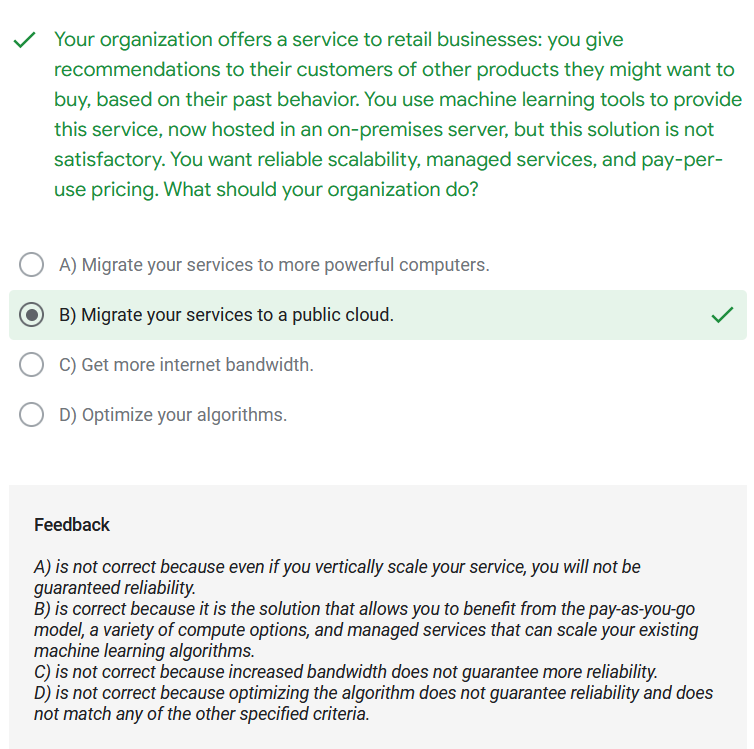 Your organization offers a service to retail businesses: you give
recommendations to their customers of other products they might want to
buy, based on their past behavior. You use machine learning tools to provide
this service, now hosted in an on-premises server, but this solution is not
satisfactory. You want reliable scalability, managed services, and pay-per-
use pricing. What should your organization do?
A) Migrate your services to more powerful computers.
B) Migrate your services to a public cloud.
C) Get more internet bandwidth.
D) Optimize your algorithms.
Feedback
A) is not correct because even if you vertically scale your service, you will not be
guaranteed reliability.
B) is correct because it is the solution that allows you to benefit from the pay-as-you-go
model, a variety of compute options, and managed services that can scale your existing
machine learning algorithms.
C) is not correct because increased bandwidth does not guarantee more reliability.
D) is not correct because optimizing the algorithm does not guarantee reliability and does
not match any of the other specified criteria.